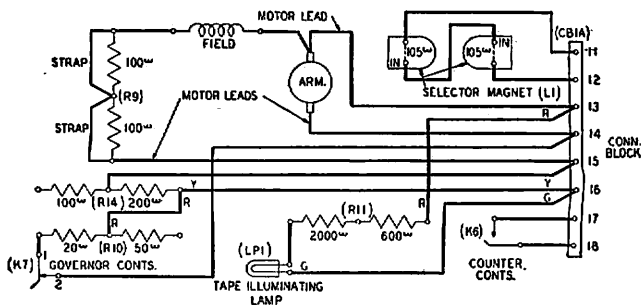 MOTOR LEAD
FIELD
STRAP
100ω
(R9)
STRAP
100ω
ARM.
MOTOR LEADS
105ω
IN
105ω
IN
SELECTOR MAGNET (L1)
(CB1A)
11
12
13
R
14
15
Y
16
G
17
18
CONN.
BLOCK
100ω
(R14)
200ω
Y
R
R
R
20ω
(R10)
50ω
(K7)
1
2
GOVERNOR CONTS.
2000ω
(R11)
600ω
R
(LP1)
G
TAPE ILLUMINATING
LAMP
(K6)
COUNTER
CONTS.